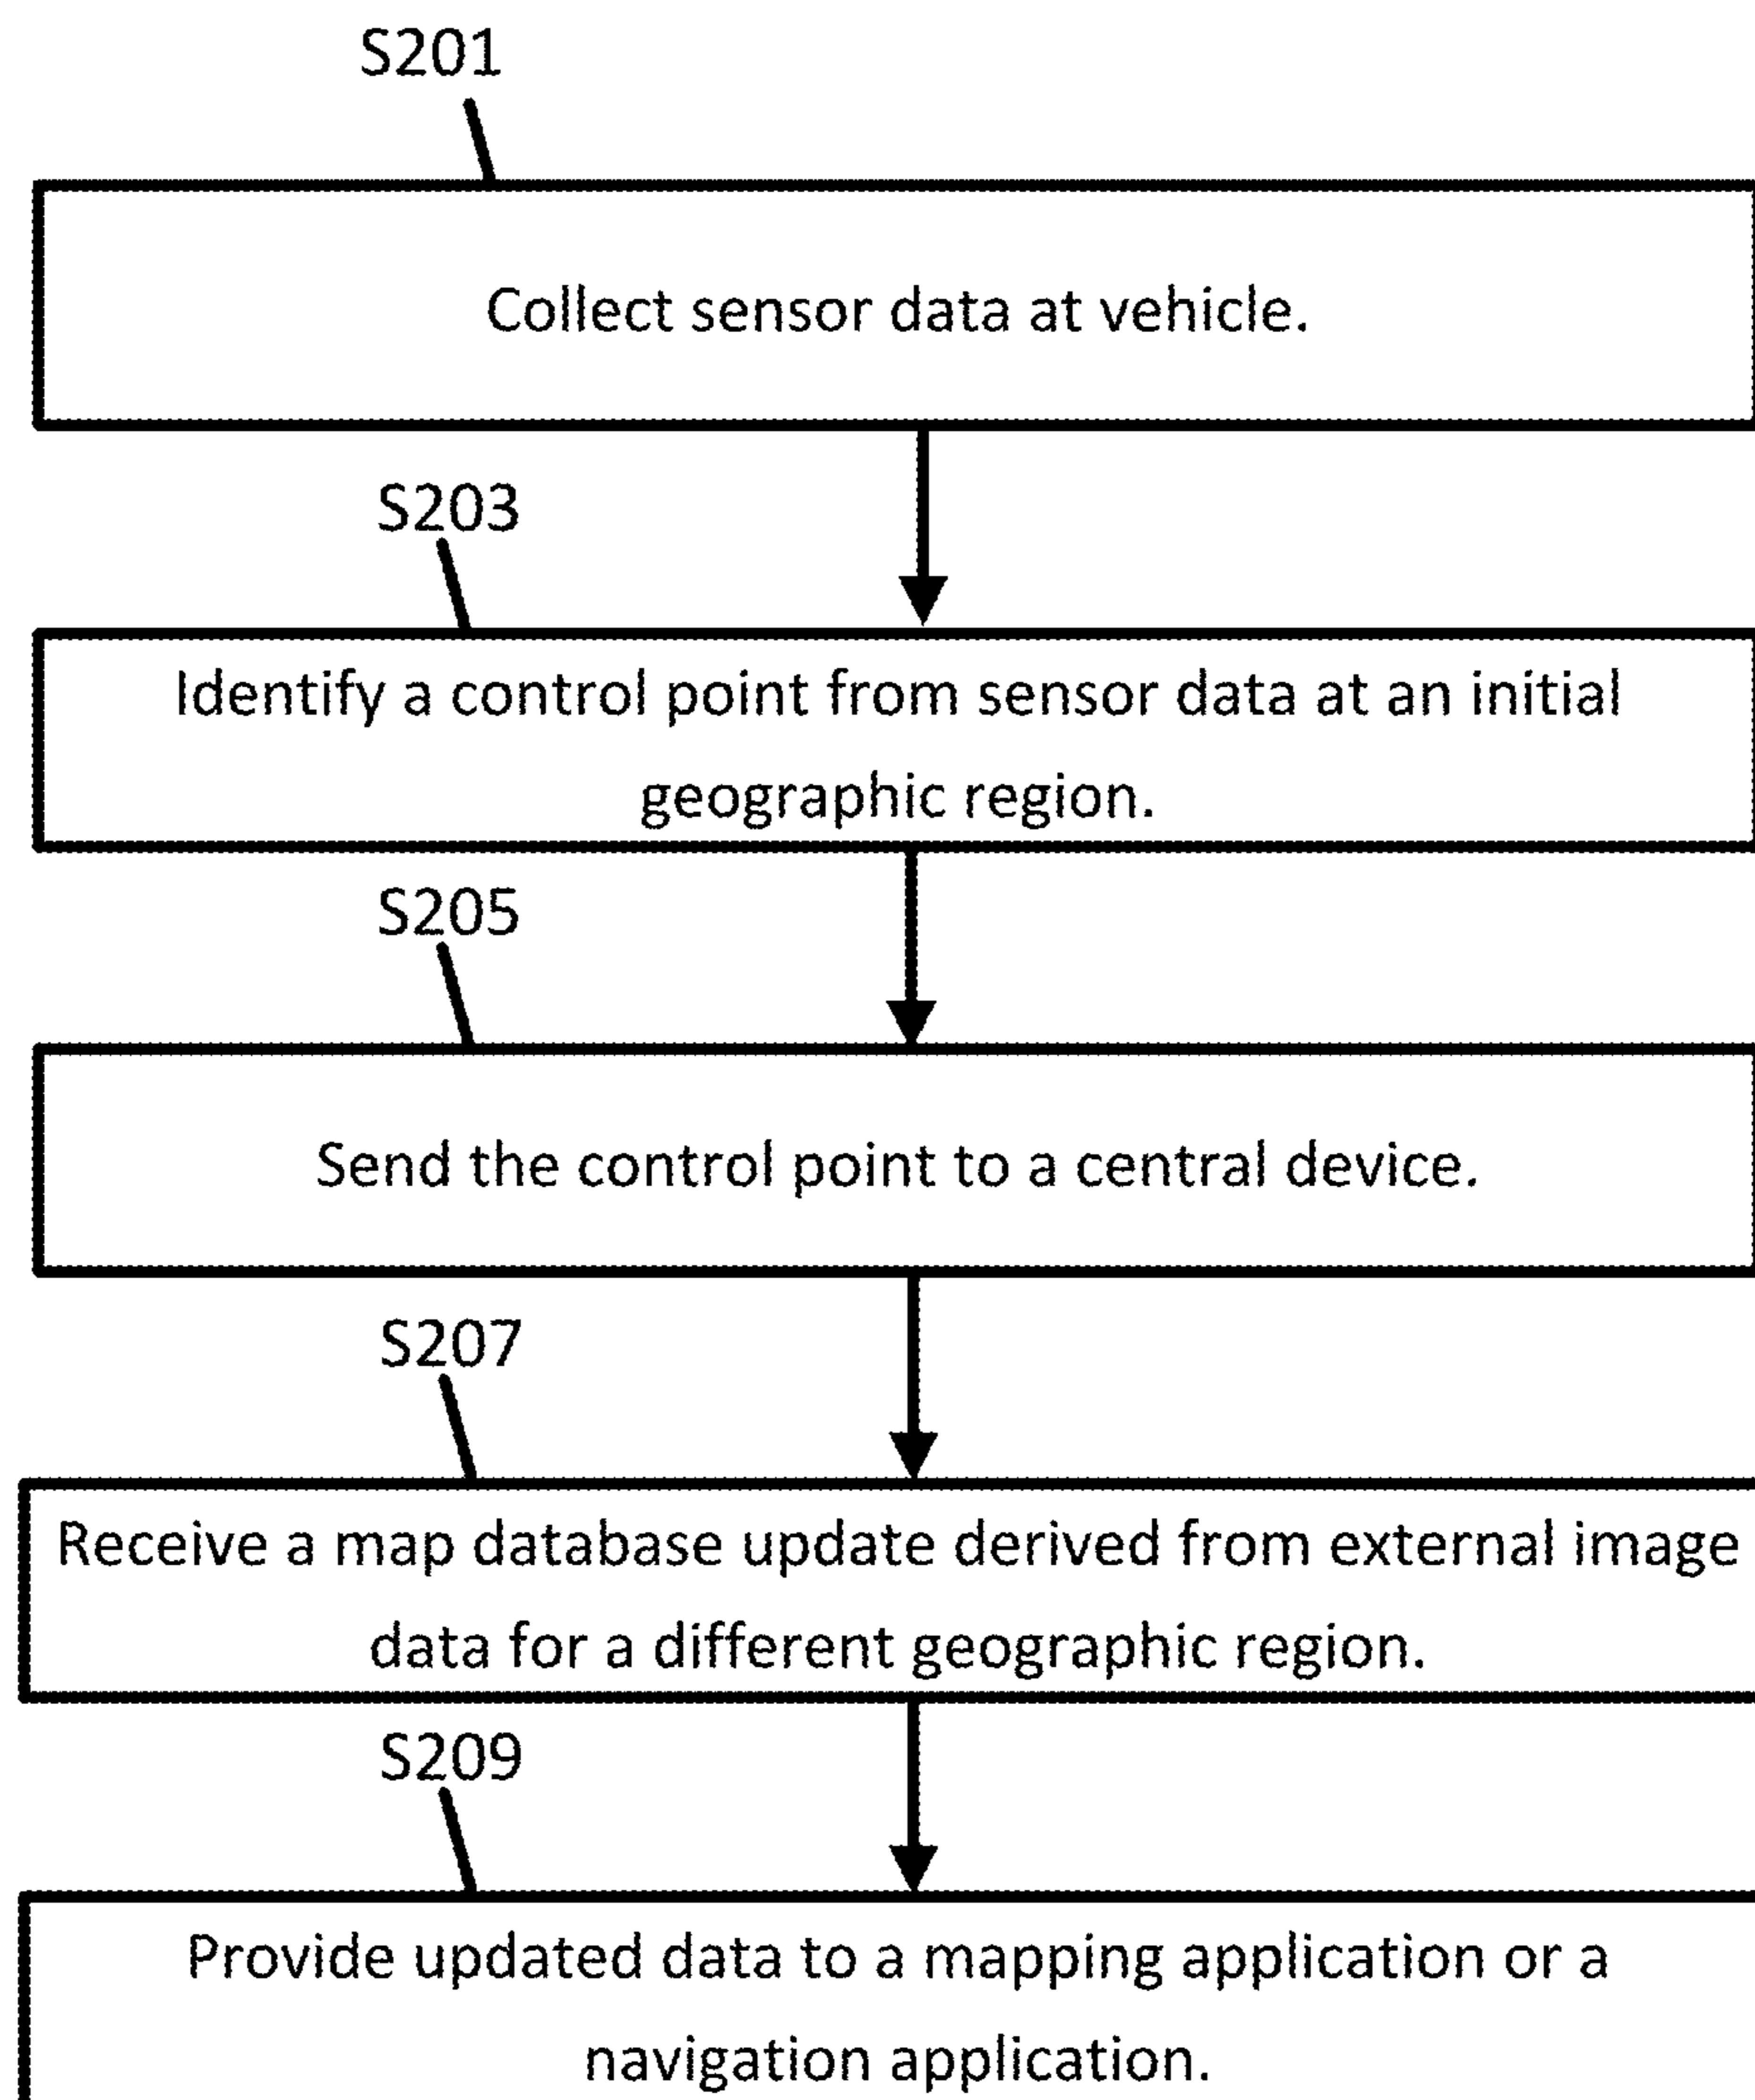 S201
Collect sensor data at vehicle.
S203
Identify a control point from sensor data at an initial
geographic region.
S205
Send the control point to a central device.
S207
Receive a map database update derived from external image
data for a different geographic region.
S209
Provide updated data to a mapping application or a
navigation application.